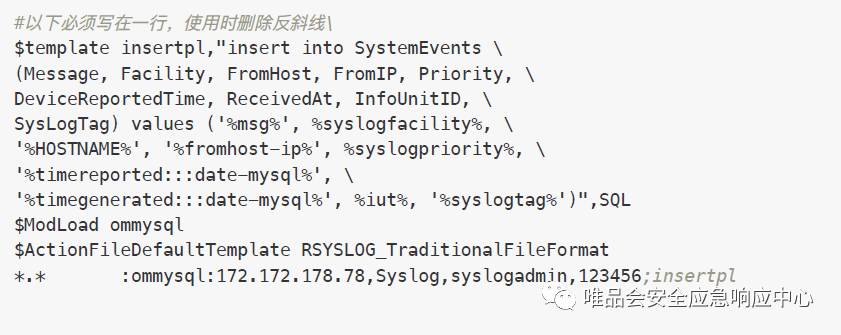 #以下必须写在一行，使用时删除反斜线\
$template insertpl,"insert into SystemEvents \
(Message, Facility, FromHost, FromIP, Priority, \
DeviceReportedTime, ReceivedAt, InfoUnitID, \
SysLogTag) values ('%msg%', %syslogfacility%, \
'%HOSTNAME%', '%fromhost-ip%', %syslogpriority%, \
'%timereported:::date-mysql%', \
'%timegenerated:::date-mysql%', %iut%, '%syslogtag%')",SQL
$ModLoad ommysql
$ActionFileDefaultTemplate RSYSLOG_TraditionalFileFormat
*.*       :ommysql:172.172.178.78,Syslog,syslogadmin,123456;insertpl
唯品会安全应急响应中心